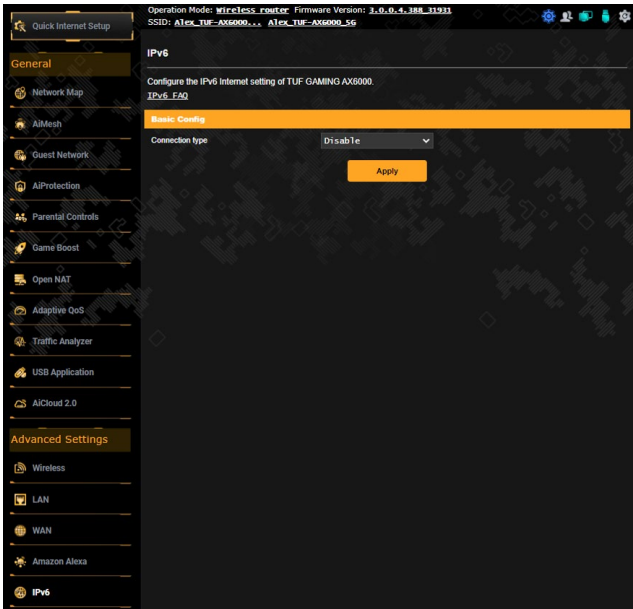 Quick Internet Setup
General
Network Map
AiMesh
Guest Network
AiProtection
Parental Controls
Game Boost
Open NAT
Adaptive QoS
Traffic Analyzer
USB Application
AiCloud 2.0
Advanced Settings
Wireless
LAN
WAN
Amazon Alexa
IPv6
Operation Mode: Wireless router Firmware Version: 3.0.0.4.388_31931
SSID: Alex_TUF-AX6000... Alex_TUF-AX6000_5G
IPv6
Configure the IPv6 Internet setting of TUF GAMING AX6000.
IPv6 FAQ
Basic Config
Connection type Disable
Apply